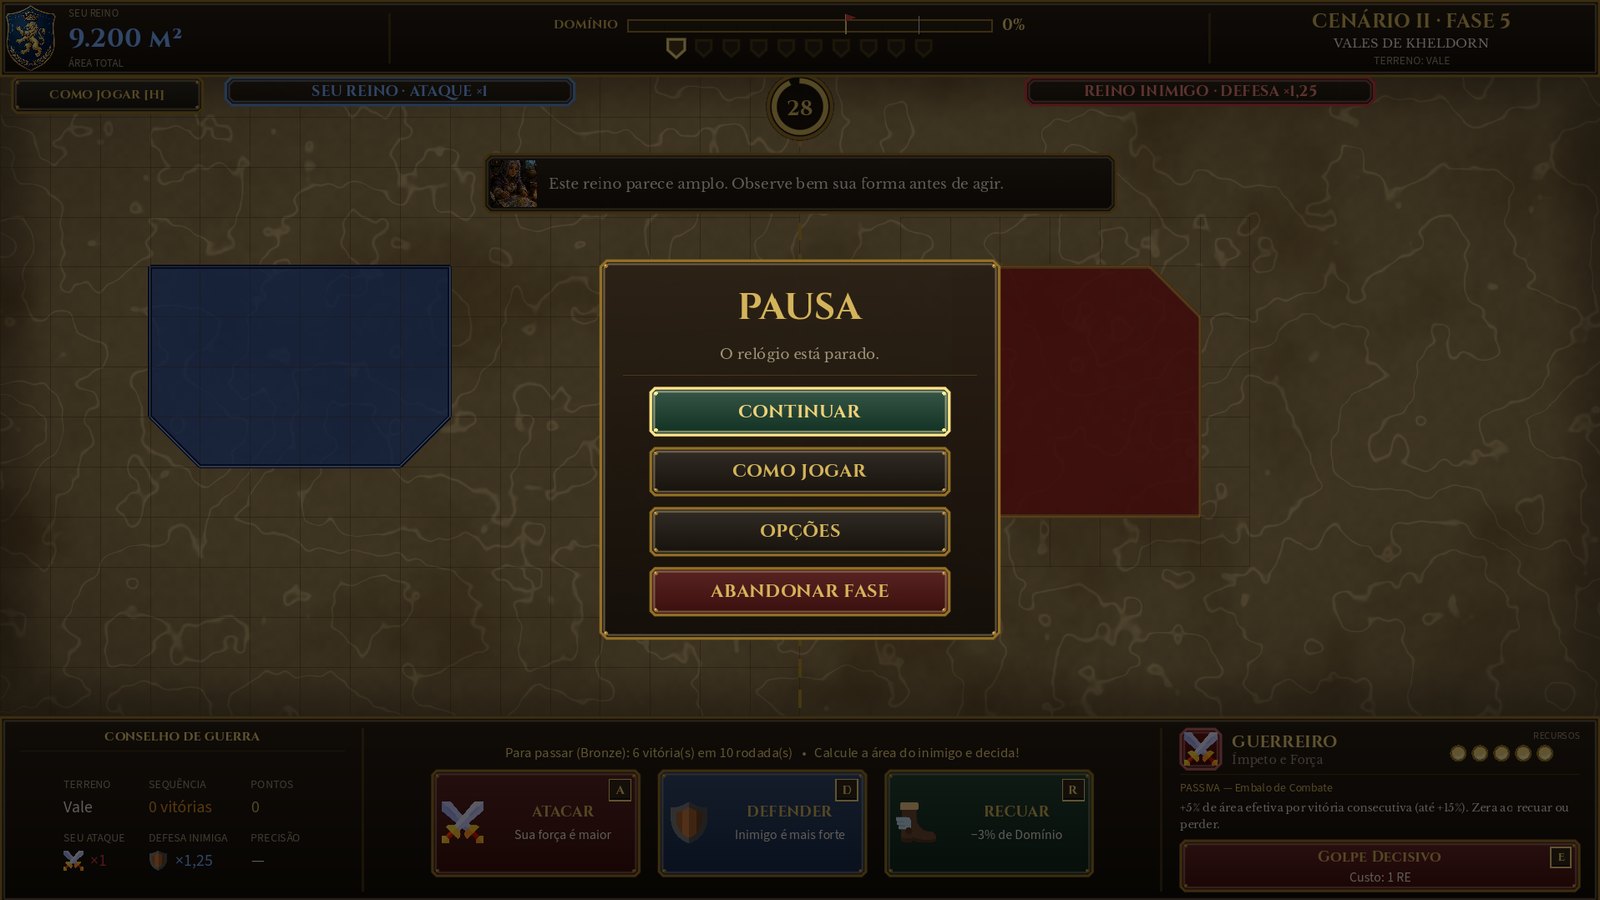 SEU REINO
9.200 M²
ÁREA TOTAL
DOMÍNIO
0%
CENÁRIO II · FASE 5
VALES DE KHELDORN
TERRENO: VALE
COMO JOGAR [H]
SEU REINO · ATAQUE ×1
28
REINO INIMIGO · DEFESA ×1,25
Este reino parece amplo. Observe bem sua forma antes de agir.
PAUSA
O relógio está parado.
CONTINUAR
COMO JOGAR
OPÇÕES
ABANDONAR FASE
CONSELHO DE GUERRA
TERRENO SEQUÊNCIA PONTOS
Vale 0 vitórias 0
SEU ATAQUE DEFESA INIMIGA PRECISÃO
×1 ×1,25 —
Para passar (Bronze): 6 vitória(s) em 10 rodada(s) • Calcule a área do inimigo e decida!
ATACAR A
Sua força é maior
DEFENDER D
Inimigo é mais forte
RECUAR R
−3% de Domínio
GUERREIRO
Ímpeto e Força
RECURSOS
PASSIVA — Embalo de Combate
+5% de área efetiva por vitória consecutiva (até +15%). Zera ao recuar ou
perder.
GOLPE DECISIVO E
Custo: 1 RE